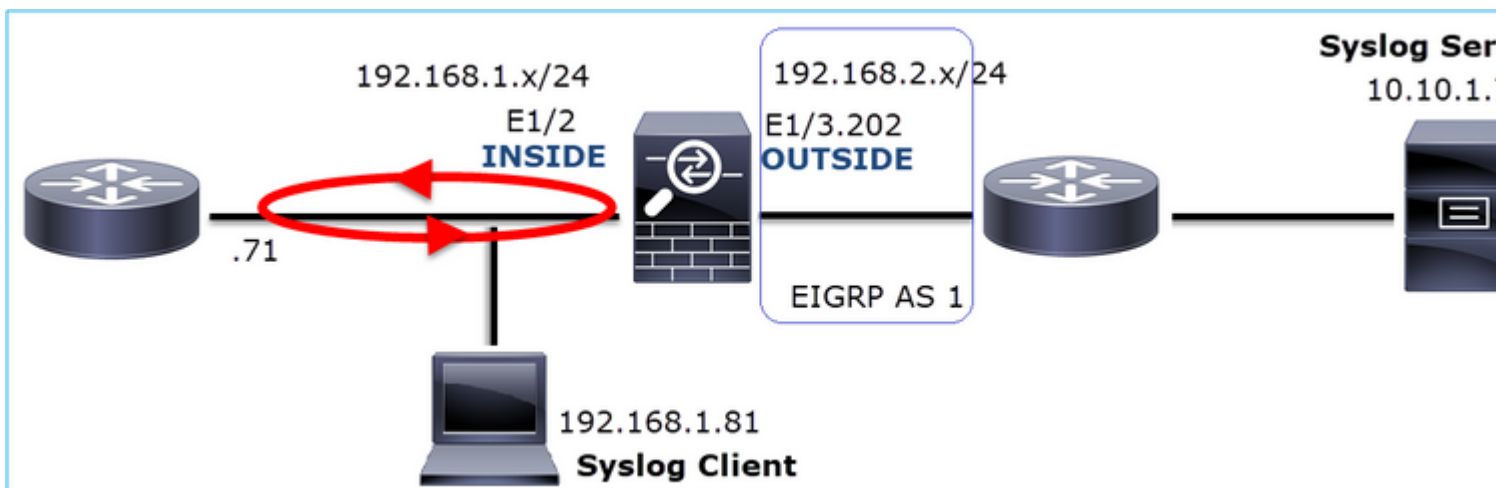 Syslog Ser
192.168.1.x/24
192.168.2.x/24
10.10.1.
E1/2
E1/3.202
INSIDE
OUTSIDE
.71
EIGRP AS 1
192.168.1.81
Syslog Client